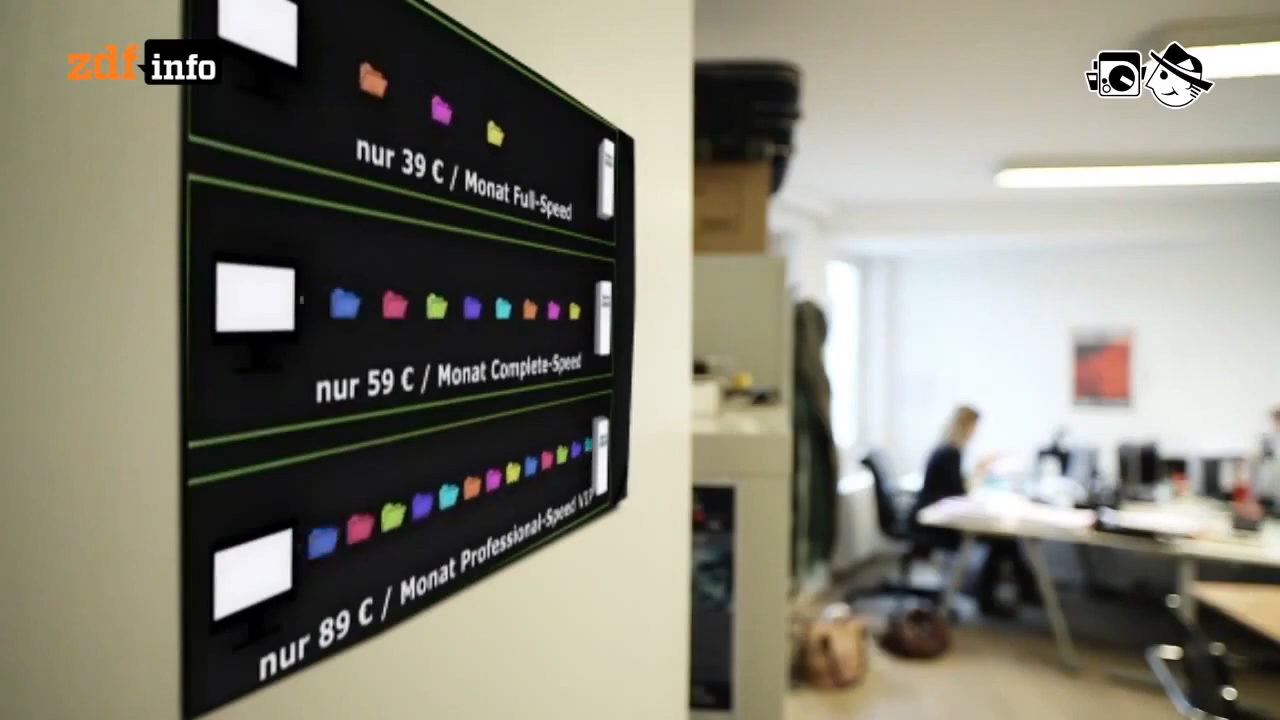 zdf info
nur 39 € / Monat Full-Speed
nur 59 € / Monat Complete-Speed
nur 89 € / Monat Professional-Speed VIP